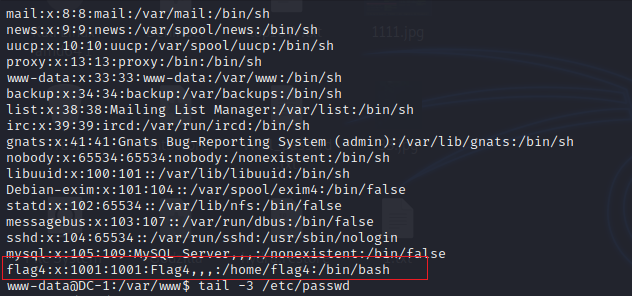 1111.jpg
mail:x:8:8:mail:/var/mail:/bin/sh
news:x:9:9:news:/var/spool/news:/bin/sh
uucp:x:10:10:uucp:/var/spool/uucp:/bin/sh
proxy:x:13:13:proxy:/bin:/bin/sh
www-data:x:33:33:www-data:/var/www:/bin/sh
backup:x:34:34:backup:/var/backups:/bin/sh
list:x:38:38:Mailing List Manager:/var/list:/bin/sh
irc:x:39:39:ircd:/var/run/ircd:/bin/sh
gnats:x:41:41:Gnats Bug-Reporting System (admin):/var/lib/gnats:/bin/sh
nobody:x:65534:65534:nobody:/nonexistent:/bin/sh
libuuid:x:100:101::/var/lib/libuuid:/bin/sh
Debian-exim:x:101:104::/var/spool/exim4:/bin/false
statd:x:102:65534::/var/lib/nfs:/bin/false
messagebus:x:103:107::/var/run/dbus:/bin/false
sshd:x:104:65534::/var/run/sshd:/usr/sbin/nologin
mysql:x:105:109:MySQL Server,,,:/nonexistent:/bin/false
flag4:x:1001:1001:Flag4,,,:/home/flag4:/bin/bash
www-data@DC-1:/var/www$ tail -3 /etc/passwd